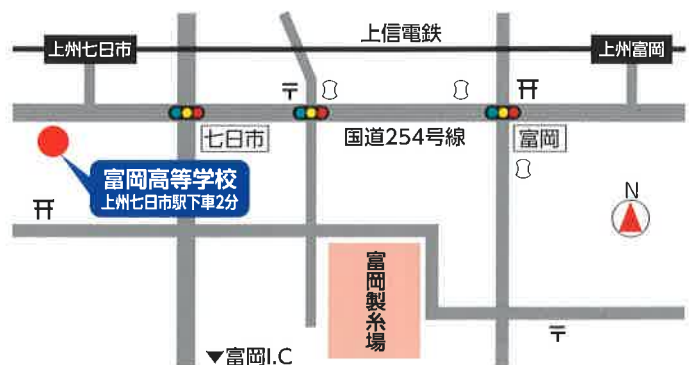 上信電鉄
上州七日市
上州富岡
七日市
国道254号線
富岡
富岡高等学校
上州七日市駅下車2分
N
富岡製糸場
▼富岡I.C